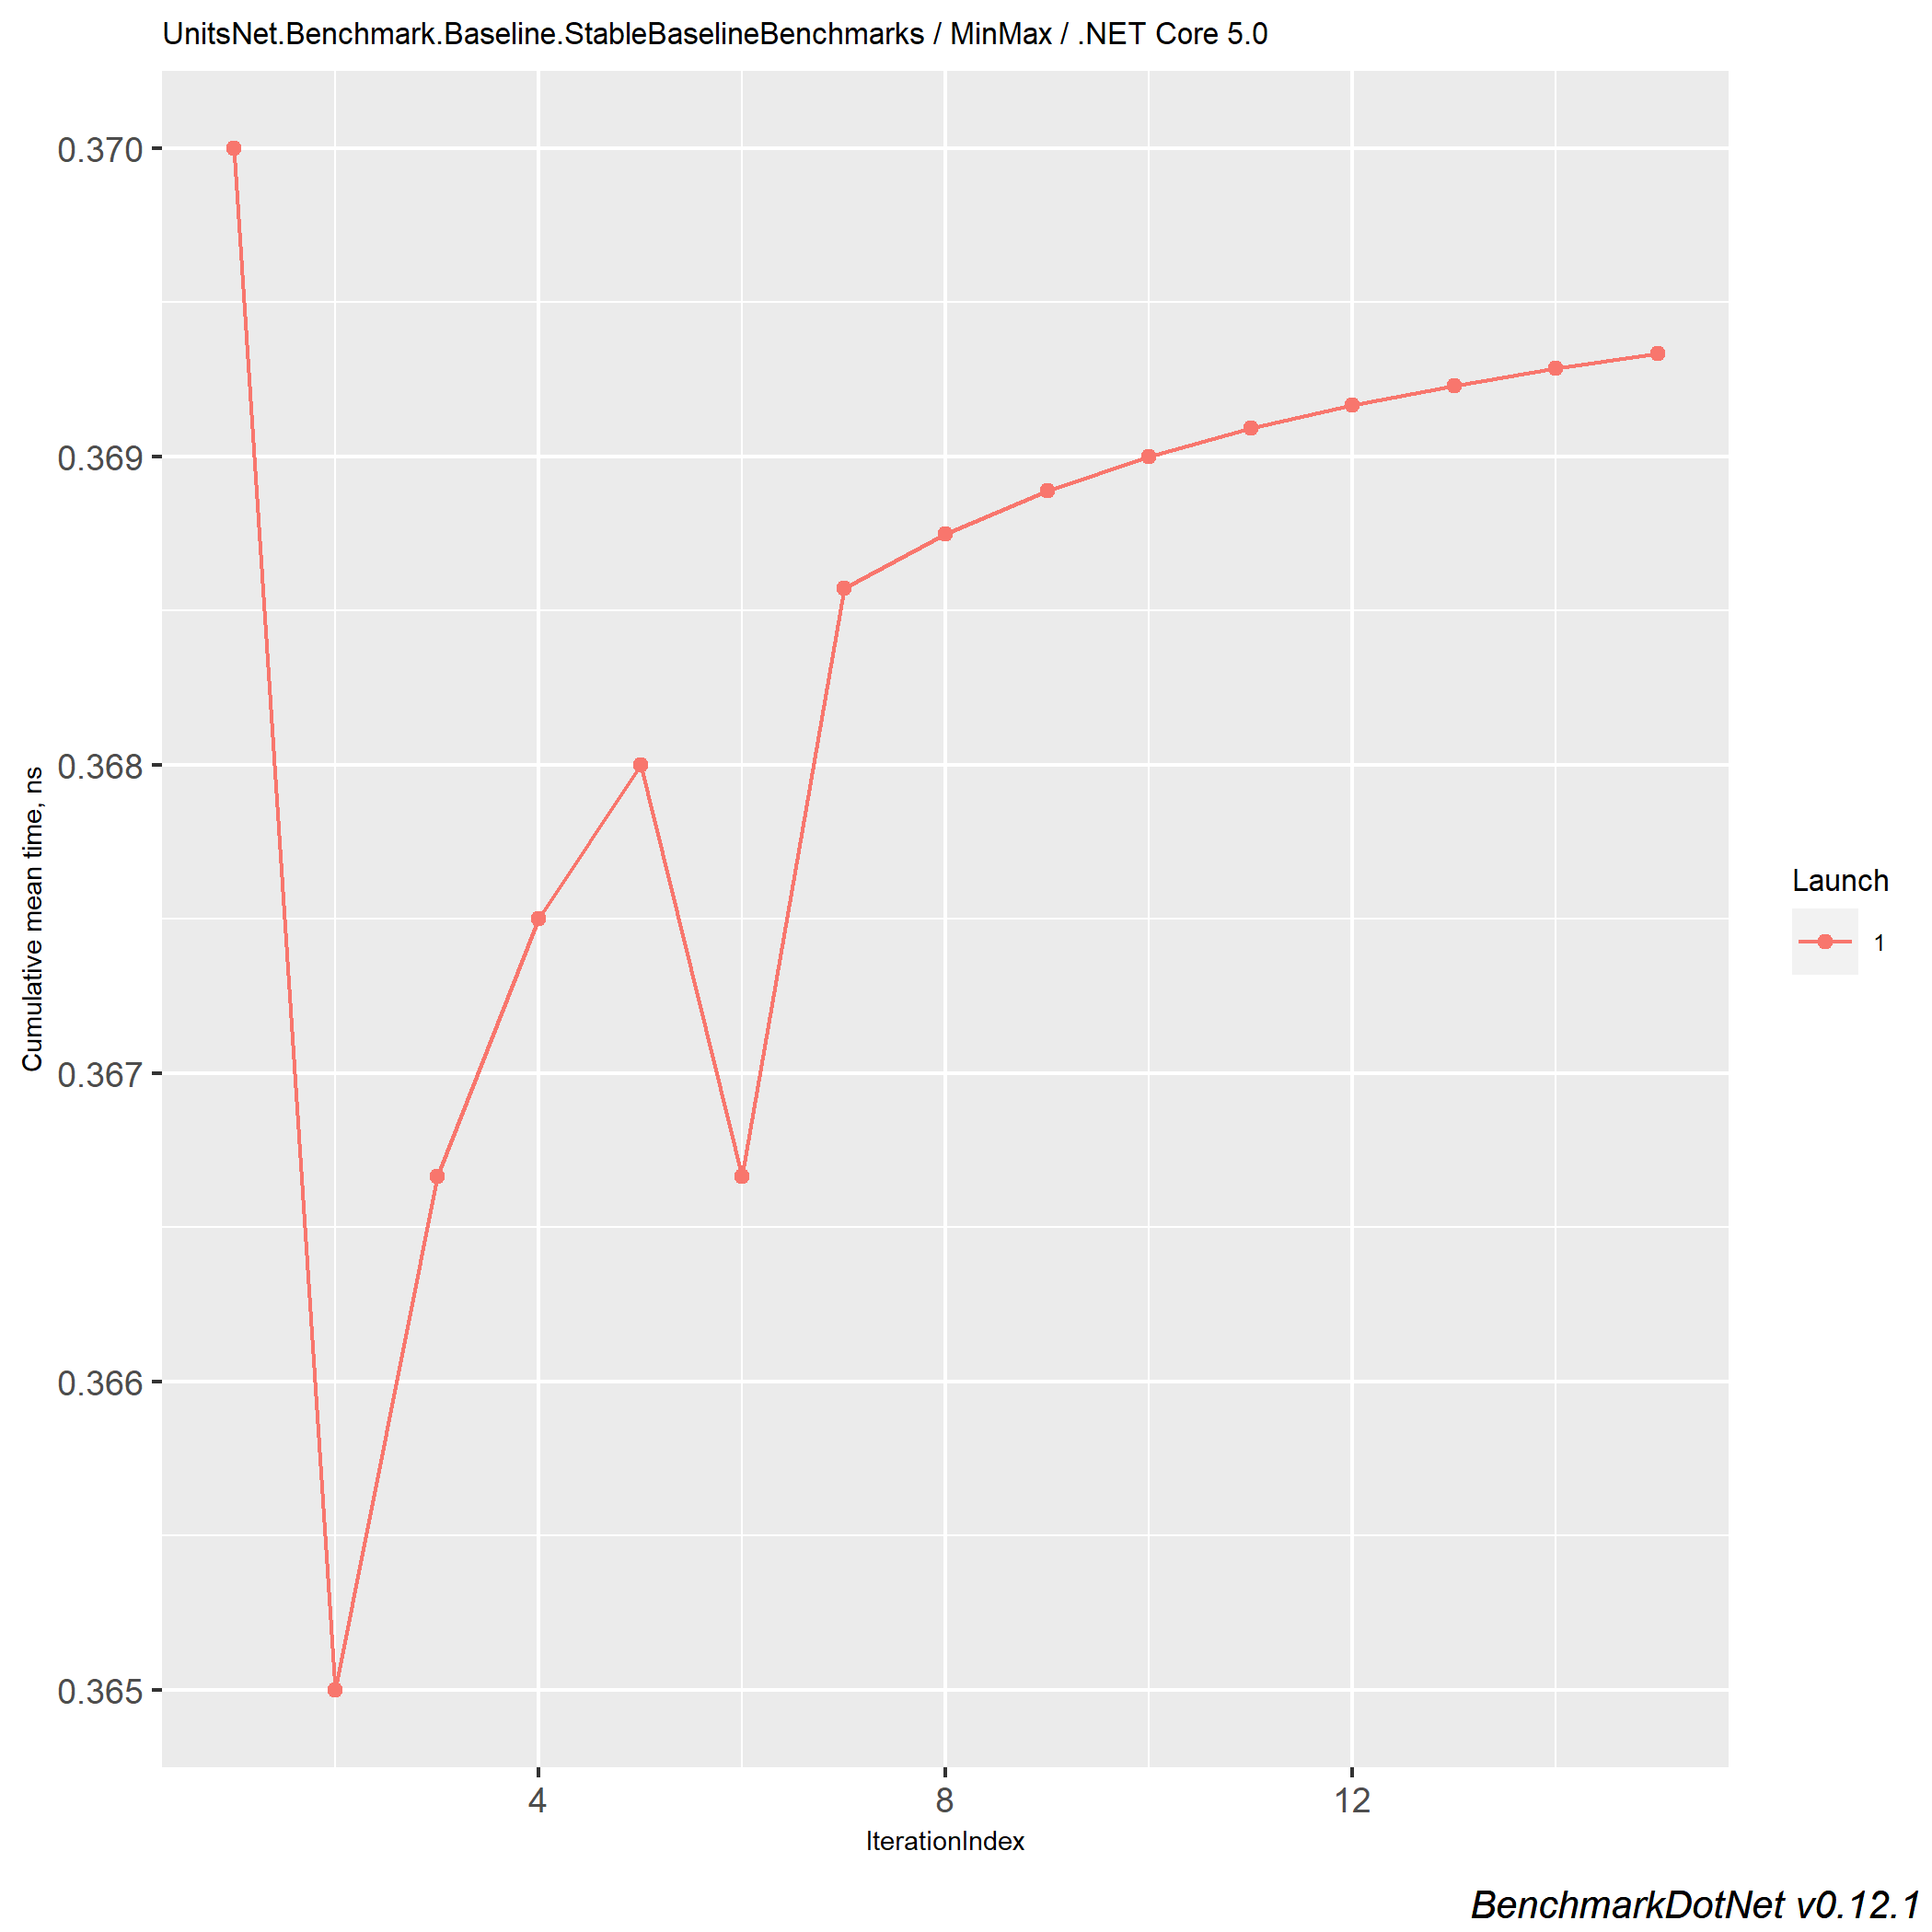 UnitsNet.Benchmark.Baseline.StableBaselineBenchmarks / MinMax / .NET Core 5.0
Cumulative mean time, ns
0.370
0.369
0.368
0.367
0.366
0.365
4
8
12
IterationIndex
Launch
1
BenchmarkDotNet v0.12.1